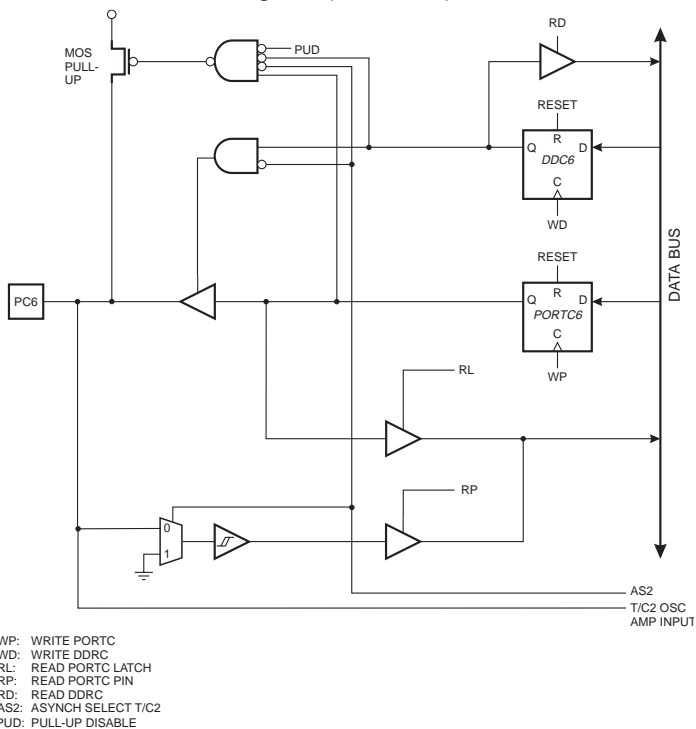 RD
MOS
PULL-
UP
PUD
RESET
R
Q
D
DDC6
C
WD
RESET
R
Q
D
PORTC6
C
WP
PC6
DATA BUS
RL
RP
0
1
AS2
T/C2 OSC
AMP INPUT
WP: WRITE PORTC
WD: WRITE DDRC
RL: READ PORTC LATCH
RP: READ PORTC PIN
RD: READ DDRC
AS2: ASYNCH SELECT T/C2
PUD: PULL-UP DISABLE